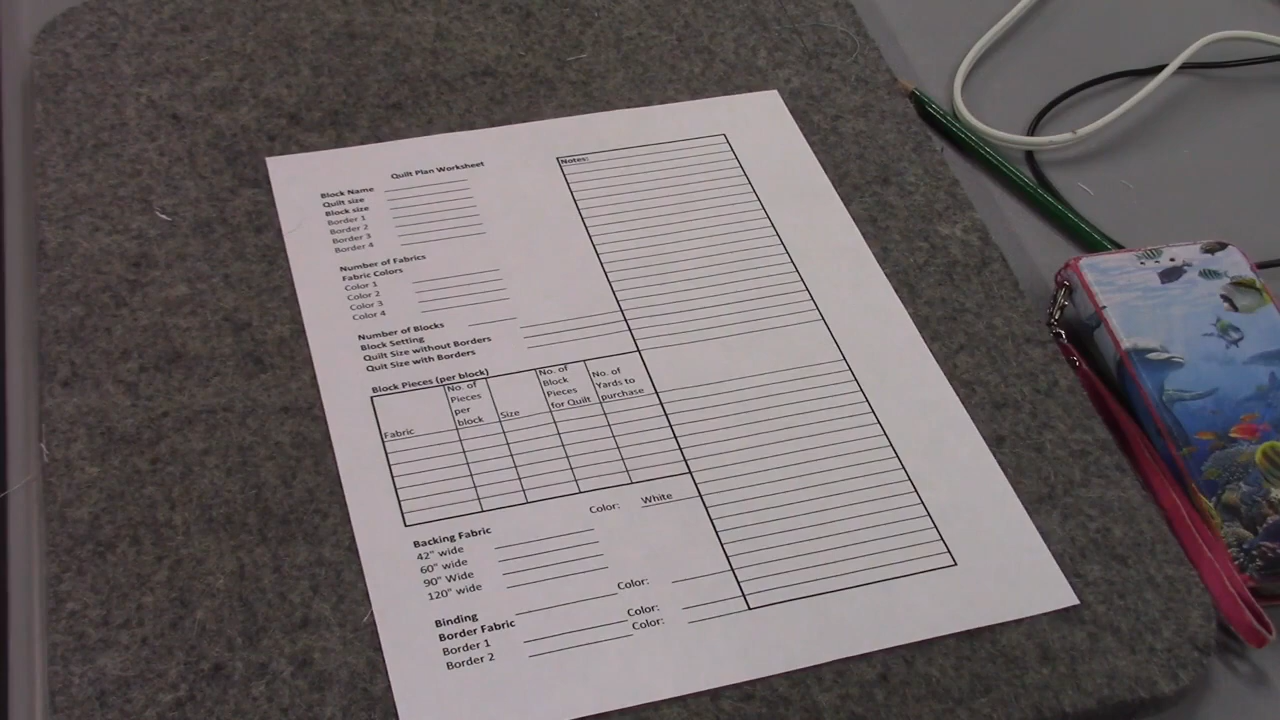 Quilt Plan Worksheet
Notes:
Block Name
Quilt size
Block size
Border 1
Border 2
Border 3
Border 4
Number of Fabrics
Fabric Colors
Color 1
Color 2
Color 3
Color 4
Number of Blocks
Block Setting
Quilt Size without Borders
Quit Size with Borders
Block Pieces (per block)
Fabric
No. of Pieces per block
Size
No. of Block Pieces for Quilt
No. of Yards to purchase
Backing Fabric
Color: White
42" wide
60" wide
90" Wide
120" wide
Binding
Color:
Border Fabric
Border 1
Color:
Border 2
Color: